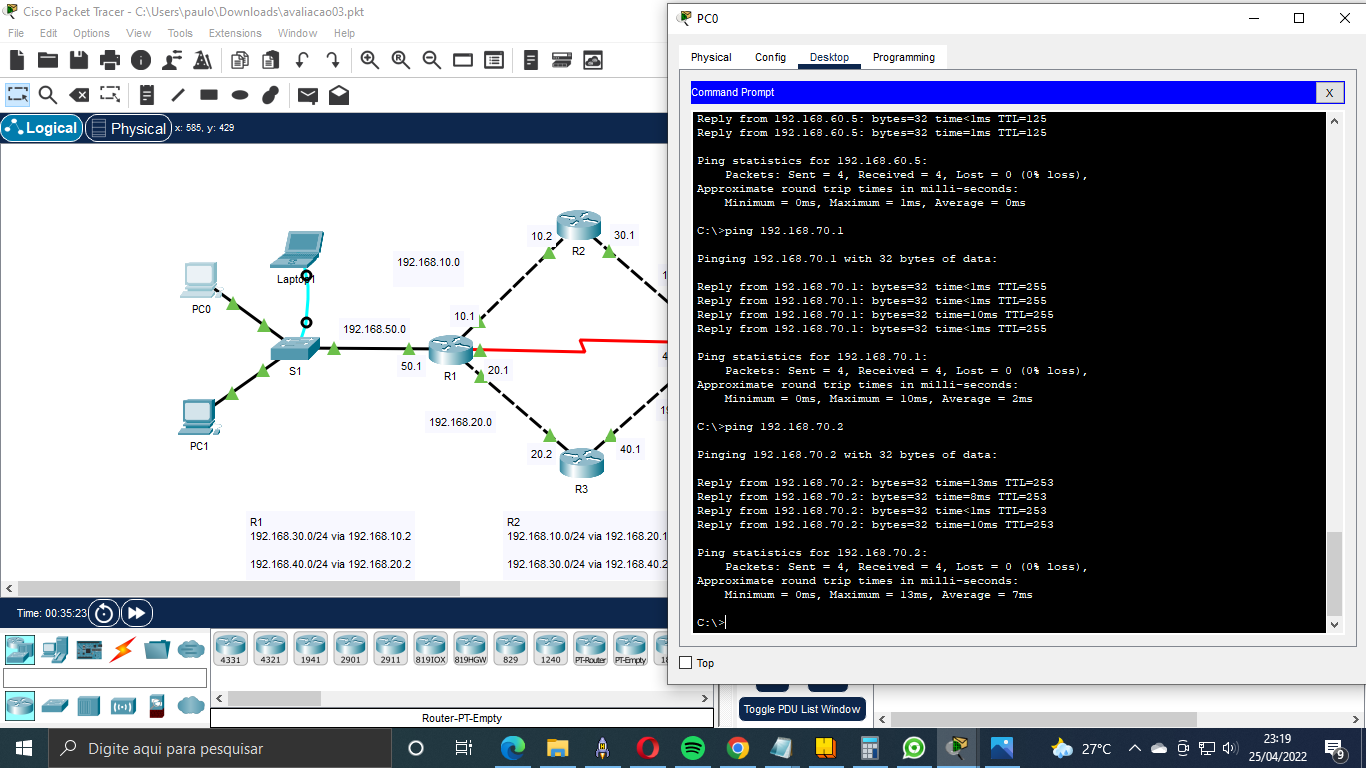 Cisco Packet Tracer - C:\Users\paulo\Downloads\avaliacao03.pkt
File Edit Options View Tools Extensions Window Help
Logical
Physical
x: 585, y: 429
192.168.10.0
10.2
30.1
R2
Laptop1
PC0
10.1
192.168.50.0
S1
50.1
R1
20.1
192.168.20.0
PC1
20.2
40.1
R3
R1
192.168.30.0/24 via 192.168.10.2
192.168.40.0/24 via 192.168.20.2
R2
192.168.10.0/24 via 192.168.20.1
192.168.30.0/24 via 192.168.40.2
Time: 00:35:23
4331 4321 1941 2901 2911 819IOX 819HGW 829 1240 PT-Router PT-Empty
Router-PT-Empty
Toggle PDU List Window
PC0
Physical Config Desktop Programming
Command Prompt
X
Reply from 192.168.60.5: bytes=32 time<1ms TTL=125
Reply from 192.168.60.5: bytes=32 time<1ms TTL=125
Ping statistics for 192.168.60.5:
Packets: Sent = 4, Received = 4, Lost = 0 (0% loss),
Approximate round trip times in milli-seconds:
Minimum = 0ms, Maximum = 1ms, Average = 0ms
C:\>ping 192.168.70.1
Pinging 192.168.70.1 with 32 bytes of data:
Reply from 192.168.70.1: bytes=32 time<1ms TTL=255
Reply from 192.168.70.1: bytes=32 time<1ms TTL=255
Reply from 192.168.70.1: bytes=32 time=10ms TTL=255
Reply from 192.168.70.1: bytes=32 time<1ms TTL=255
Ping statistics for 192.168.70.1:
Packets: Sent = 4, Received = 4, Lost = 0 (0% loss),
Approximate round trip times in milli-seconds:
Minimum = 0ms, Maximum = 10ms, Average = 2ms
C:\>ping 192.168.70.2
Pinging 192.168.70.2 with 32 bytes of data:
Reply from 192.168.70.2: bytes=32 time=13ms TTL=253
Reply from 192.168.70.2: bytes=32 time=8ms TTL=253
Reply from 192.168.70.2: bytes=32 time<1ms TTL=253
Reply from 192.168.70.2: bytes=32 time=10ms TTL=253
Ping statistics for 192.168.70.2:
Packets: Sent = 4, Received = 4, Lost = 0 (0% loss),
Approximate round trip times in milli-seconds:
Minimum = 0ms, Maximum = 13ms, Average = 7ms
C:\>
Top
Digite aqui para pesquisar
27°C
23:19
25/04/2022
9